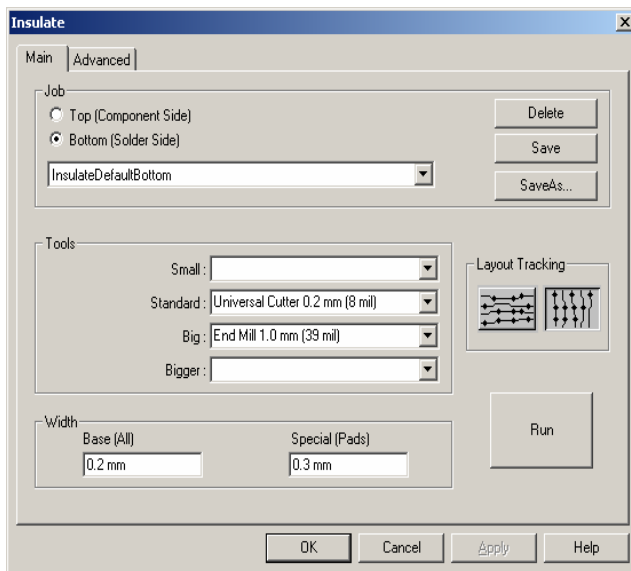 Insulate
Main Advanced
Job
Top (Component Side)
Bottom (Solder Side)
InsulateDefaultBottom
Delete
Save
SaveAs...
Tools
Small :
Standard : Universal Cutter 0.2 mm (8 mil)
Big : End Mill 1.0 mm (39 mil)
Bigger :
Layout Tracking
Width
Base (All) Special (Pads)
0.2 mm 0.3 mm
Run
OK Cancel Apply Help